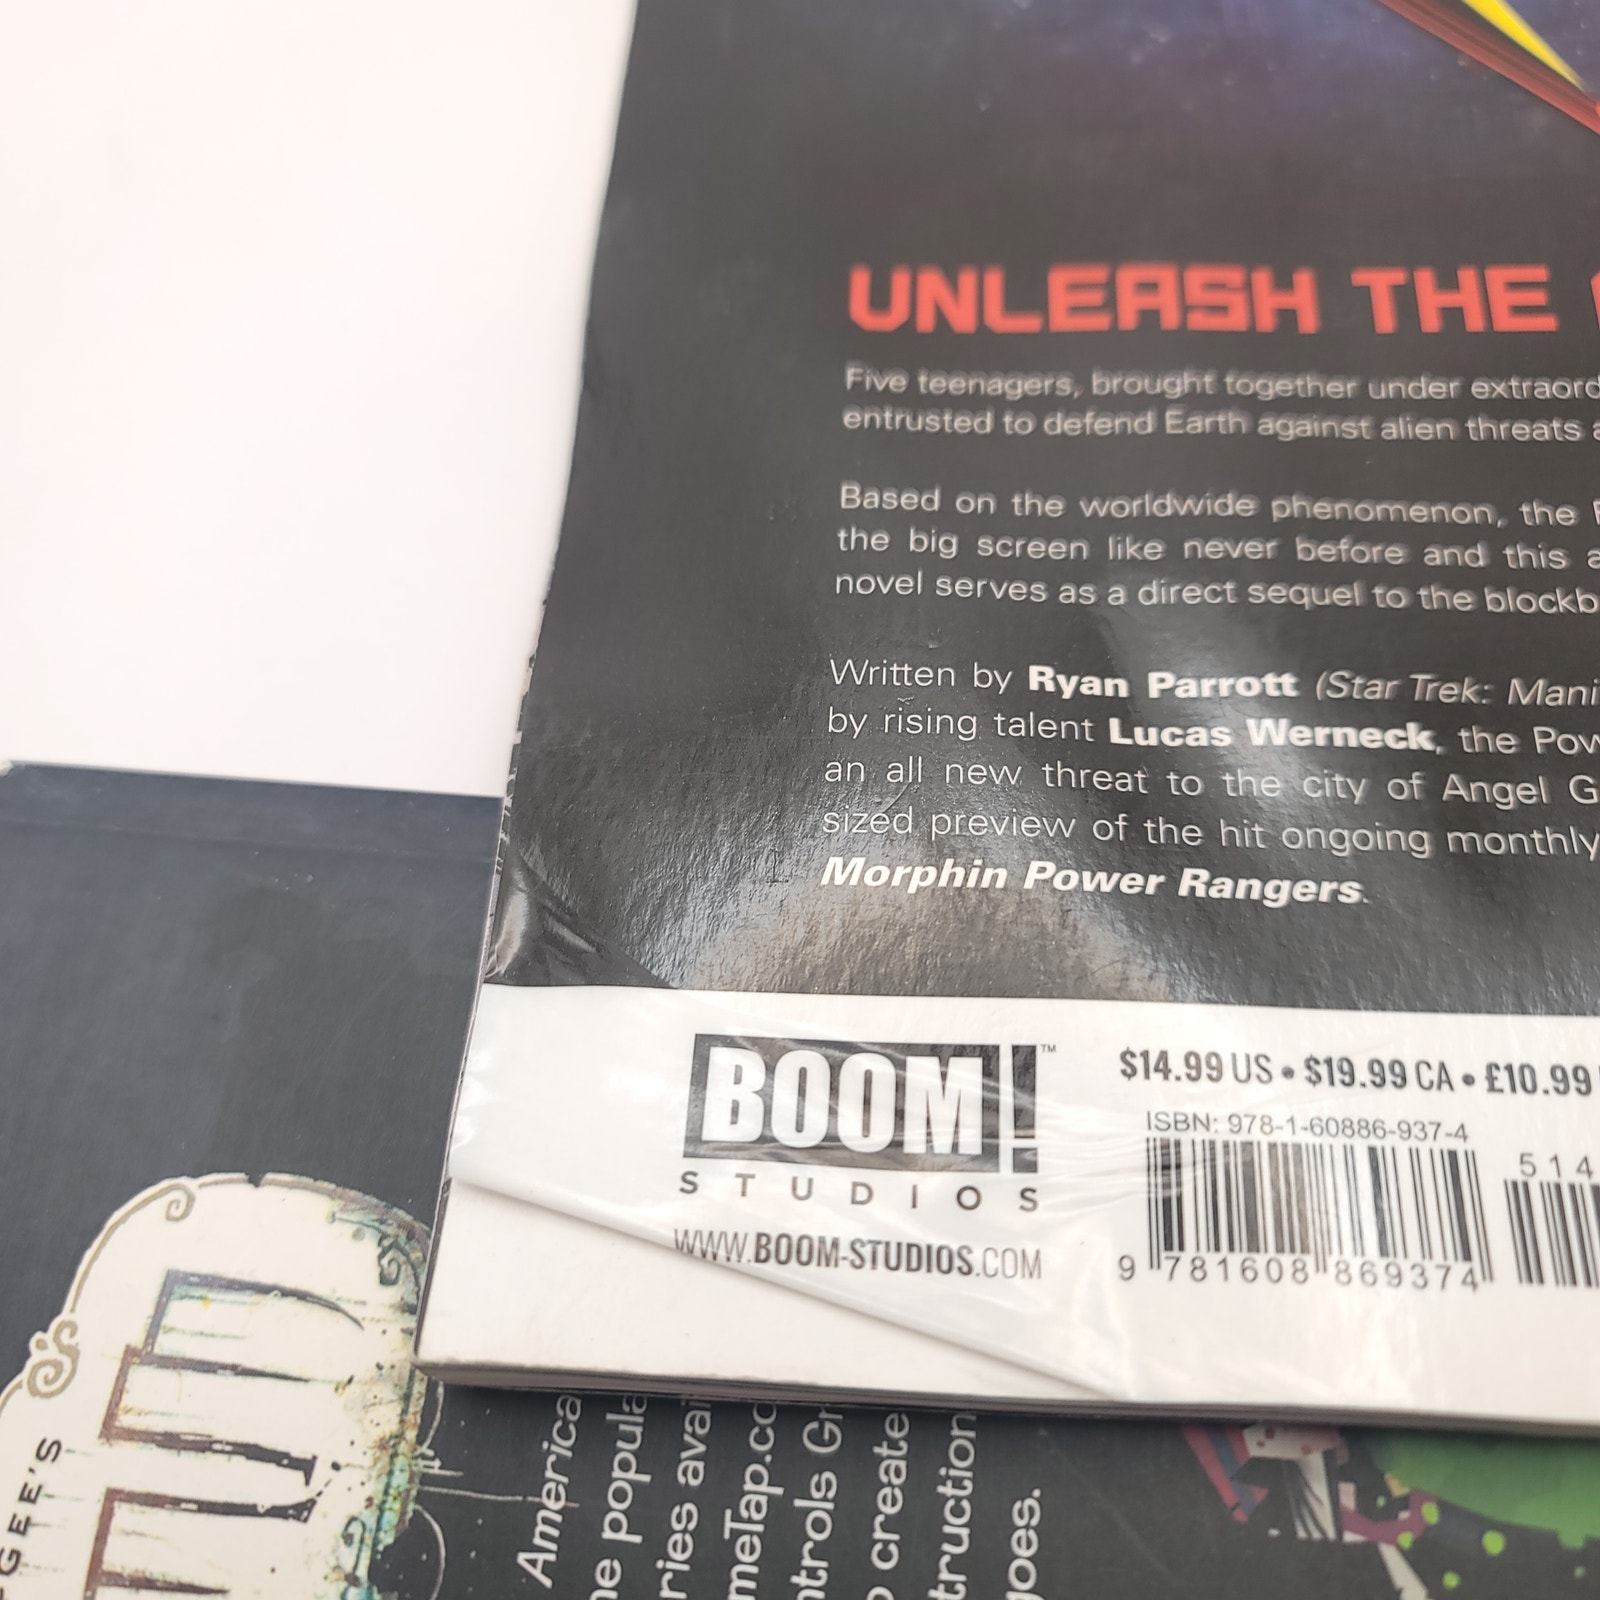 UNLEASH THE
Five teenagers, brought together under extraord
entrusted to defend Earth against alien threats a
Based on the worldwide phenomenon, the
the big screen like never before and this a
novel serves as a direct sequel to the blockb
Written by Ryan Parrott (Star Trek: Mani
by rising talent Lucas Werneck, the Pow
an all new threat to the city of Angel G
sized preview of the hit ongoing monthly
Morphin Power Rangers.
BOOM!™
STUDIOS
WWW.BOOM-STUDIOS.COM
$14.99 US • $19.99 CA • £10.99
ISBN: 978-1-60886-937-4
514
9 781608 869374
GEE'S
America
he popula
ries avai
meTap.co
ntrols Gr
o create
truction
goes.